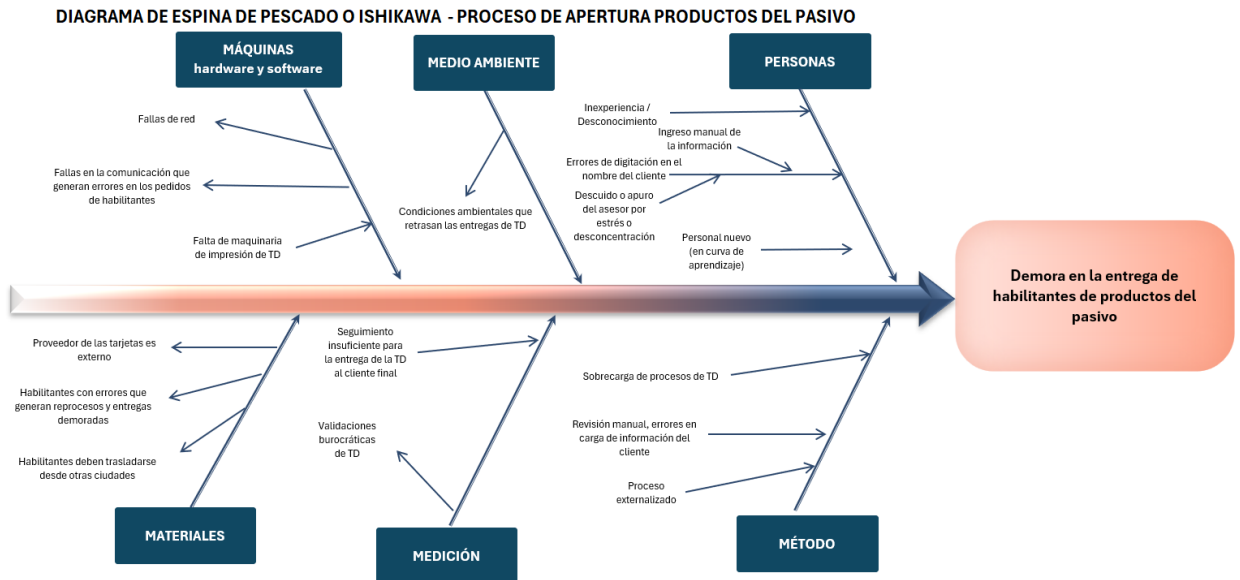 DIAGRAMA DE ESPINA DE PESCADO O ISHIKAWA - PROCESO DE APERTURA PRODUCTOS DEL PASIVO
MÁQUINAS
hardware y software
MEDIO AMBIENTE
PERSONAS
Fallas de red
Fallas en la comunicación que
generan errores en los pedidos
de habilitantes
Falta de maquinaria
de impresión de TD
Condiciones ambientales que
retrasan las entregas de TD
Inexperiencia /
Desconocimiento
Ingreso manual de
la información
Errores de digitación en el
nombre del cliente
Descuido o apuro
del asesor por
estrés o
desconcentración
Personal nuevo
(en curva de
aprendizaje)
Demora en la entrega de
habilitantes de productos del
pasivo
Proveedor de las tarjetas es
externo
Habilitantes con errores que
generan reprocesos y entregas
demoradas
Habilitantes deben trasladarse
desde otras ciudades
Seguimiento
insuficiente para
la entrega de la TD
al cliente final
Validaciones
burocráticas
de TD
Sobrecarga de procesos de TD
Revisión manual, errores en
carga de información del
cliente
Proceso
externalizado
MATERIALES
MEDICIÓN
MÉTODO